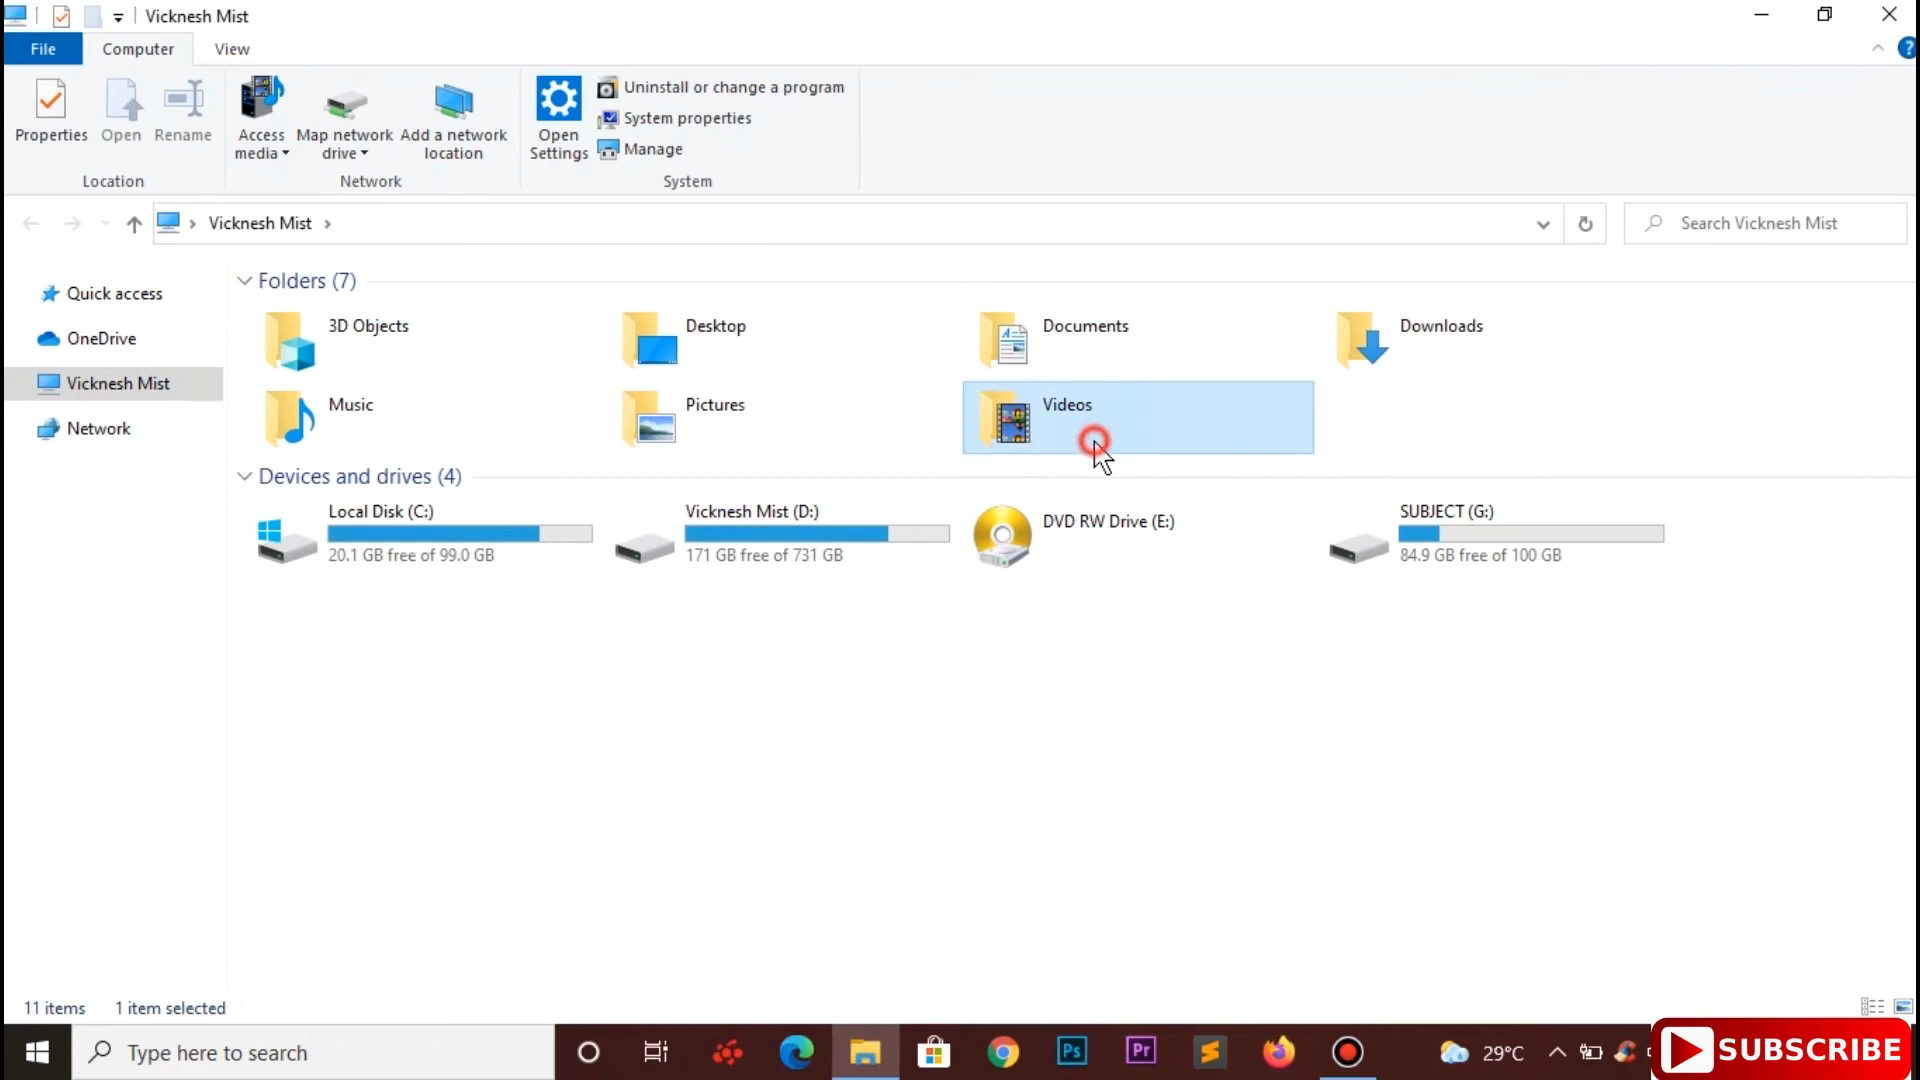 Vicknesh Mist
File Computer View
Properties Open Rename
Access media Map network drive Add a network location
Open Settings
Uninstall or change a program
System properties
Manage
Location Network System
Vicknesh Mist
Search Vicknesh Mist
Quick access
OneDrive
Vicknesh Mist
Network
Folders (7)
3D Objects Desktop Documents Downloads
Music Pictures Videos
Devices and drives (4)
Local Disk (C:)
20.1 GB free of 99.0 GB
Vicknesh Mist (D:)
171 GB free of 731 GB
DVD RW Drive (E:)
SUBJECT (G:)
84.9 GB free of 100 GB
11 items 1 item selected
Type here to search
Ps Pr
29°C
SUBSCRIBE